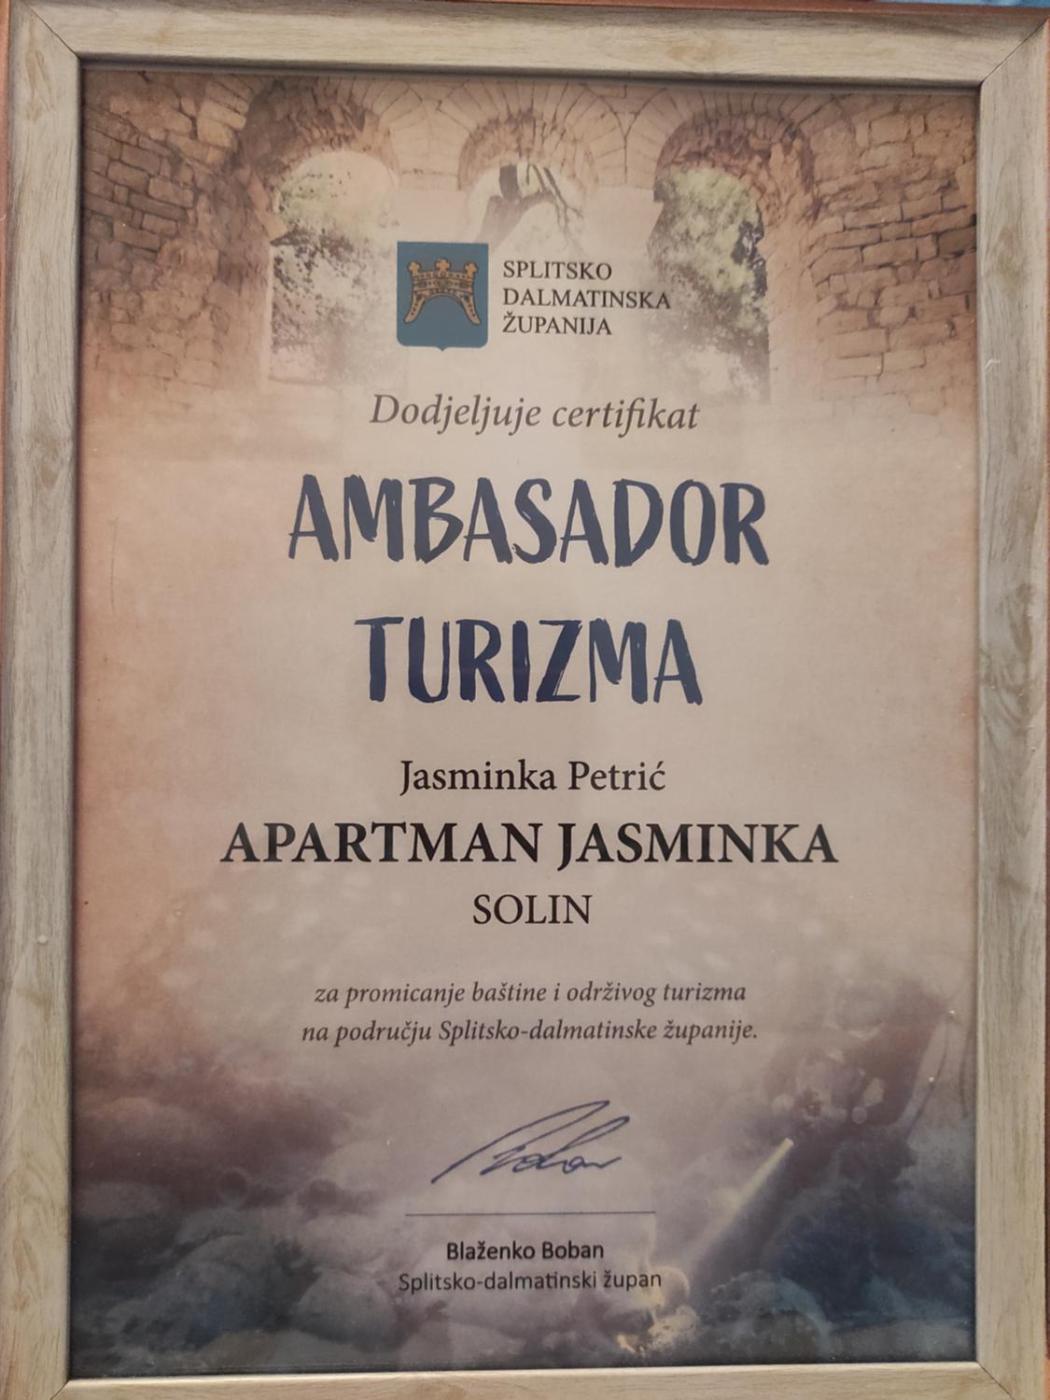 SPLITSKO
DALMATINSKA
ŽUPANIJA
Dodjeljuje certifikat
AMBASADOR
TURIZMA
Jasminka Petrić
APARTMAN JASMINKA
SOLIN
za promicanje baštine i održivog turizma
na području Splitsko-dalmatinske županije.
Blaženko Boban
Splitsko-dalmatinski župan